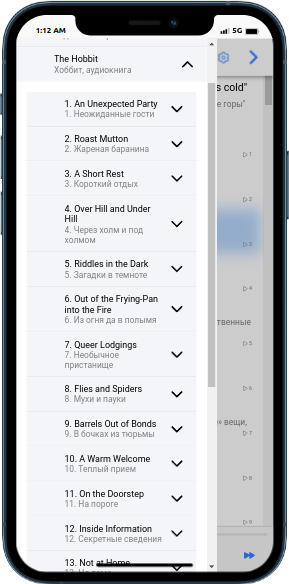 1:12 AM
5G
The Hobbit
Хоббит, аудиокнига
s cold"
е горы"
1. An Unexpected Party
1. Неожиданные гости
2. Roast Mutton
2. Жареная баранина
3. A Short Rest
3. Короткий отдых
4. Over Hill and Under
Hill
4. Через холм и под
холмом
5. Riddles in the Dark
5. Загадки в темноте
6. Out of the Frying-Pan
into the Fire
6. Из огня да в полымя
7. Queer Lodgings
7. Необычное
пристанище
8. Flies and Spiders
8. Мухи и пауки
9. Barrels Out of Bonds
9. В бочках из тюрьмы
10. A Warm Welcome
10. Теплый прием
11. On the Doorstep
11. На пороге
12. Inside Information
12. Секретные сведения
13. Not at Home
1
2
3
4
твенные
5
6
вещи,
7
8
9